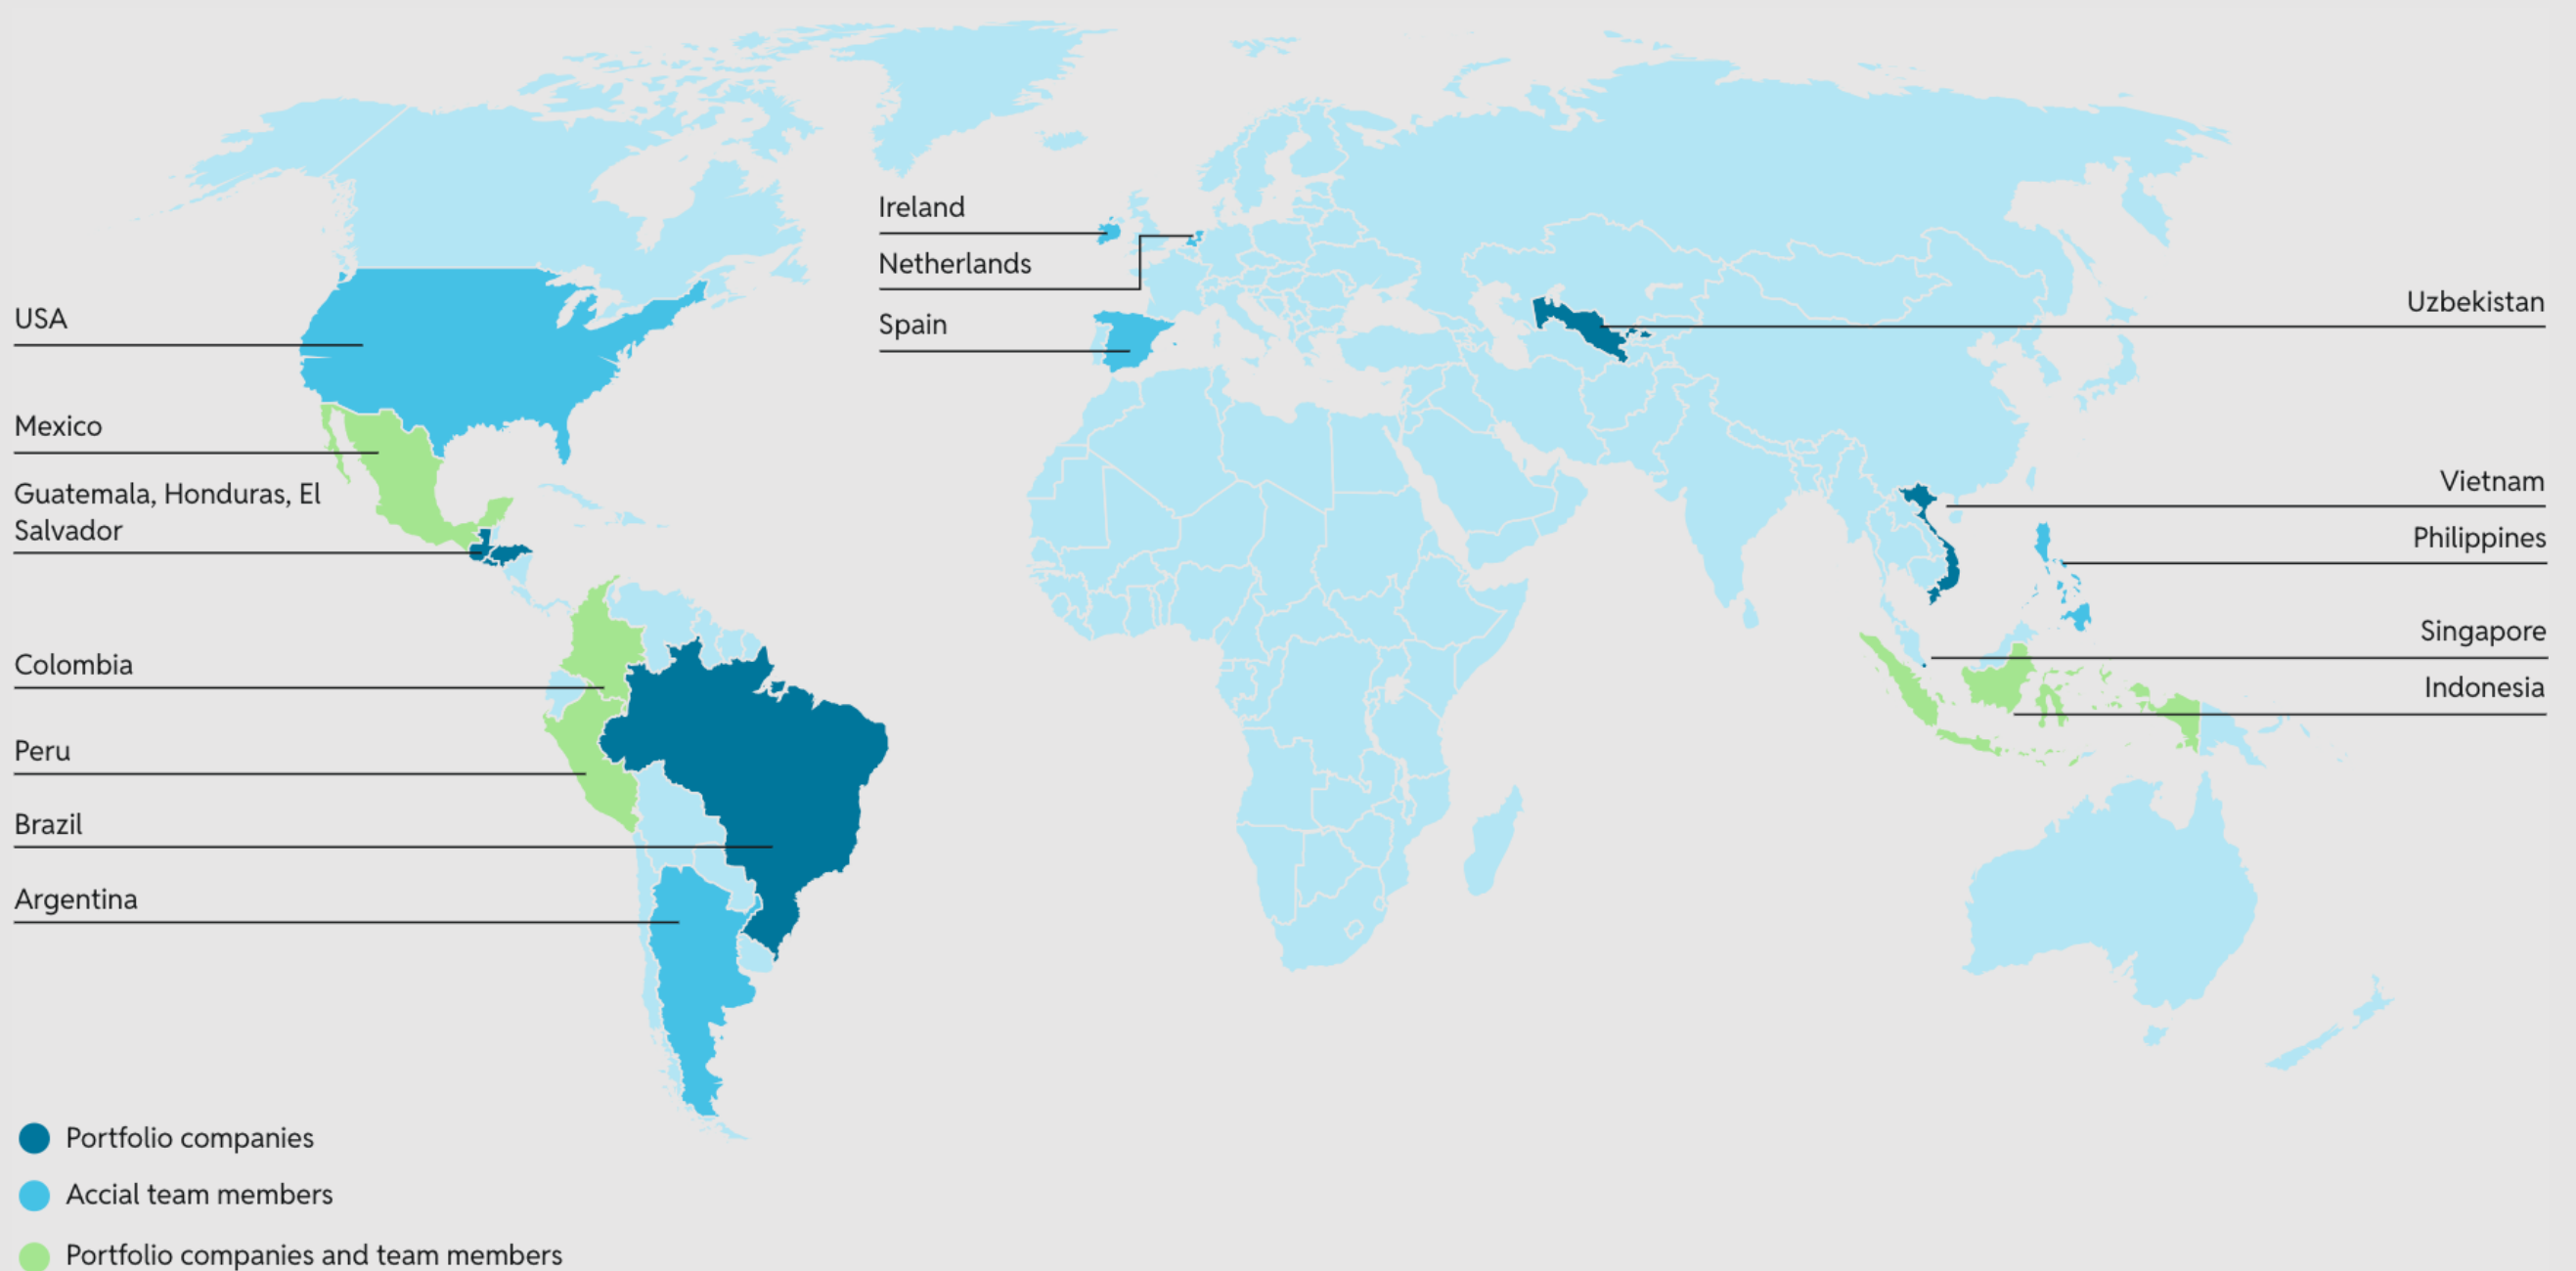 USA
Mexico
Guatemala, Honduras, El
Salvador
Colombia
Peru
Brazil
Argentina
Ireland
Netherlands
Spain
Uzbekistan
Vietnam
Philippines
Singapore
Indonesia
Portfolio companies
Accial team members
Portfolio companies and team members